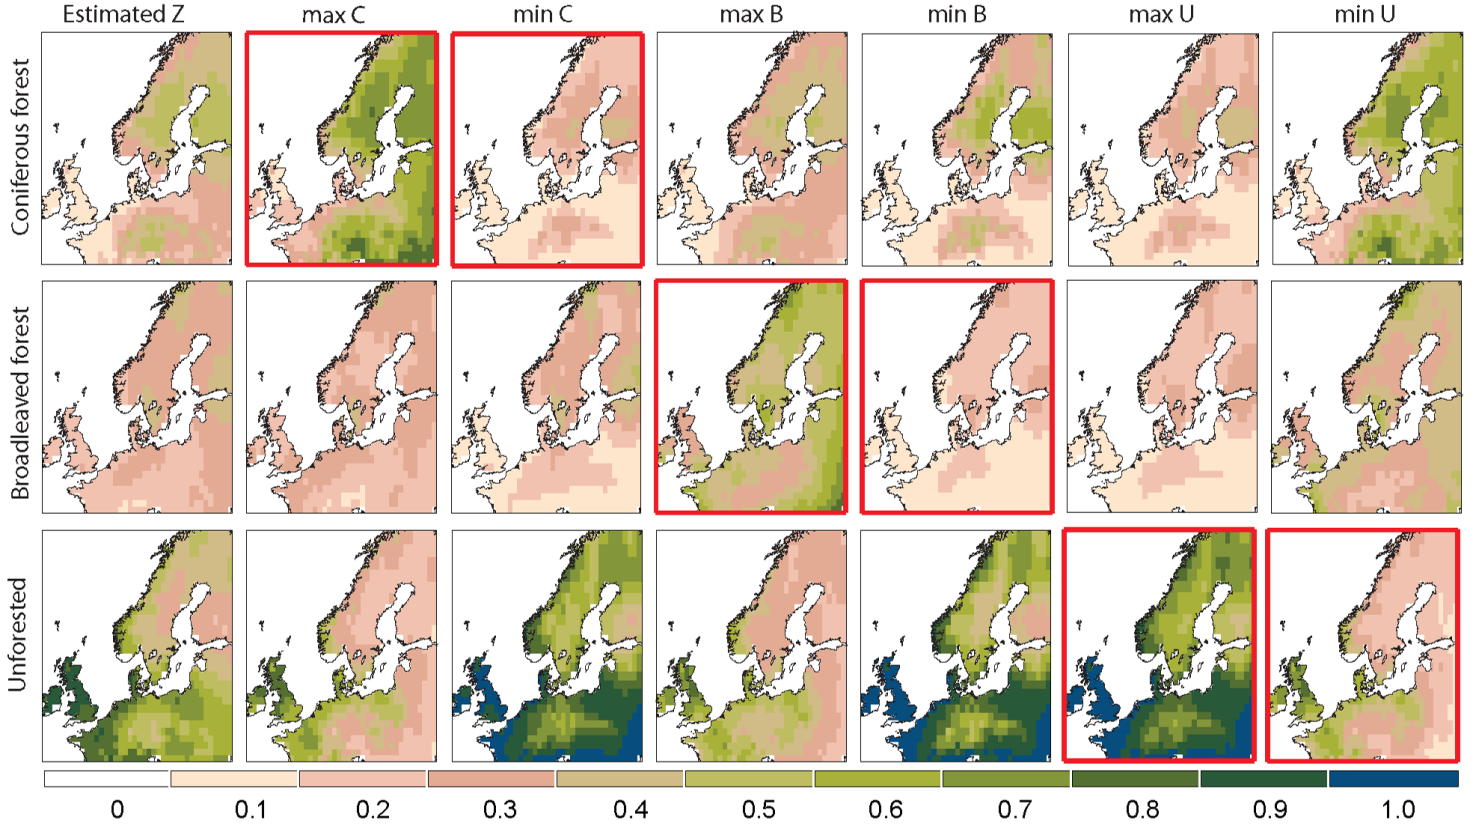 Estimated Z max C min C max B min B max U min U
Coniferous forest
Broadleaved forest
Unforested
0 0.1 0.2 0.3 0.4 0.5 0.6 0.7 0.8 0.9 1.0